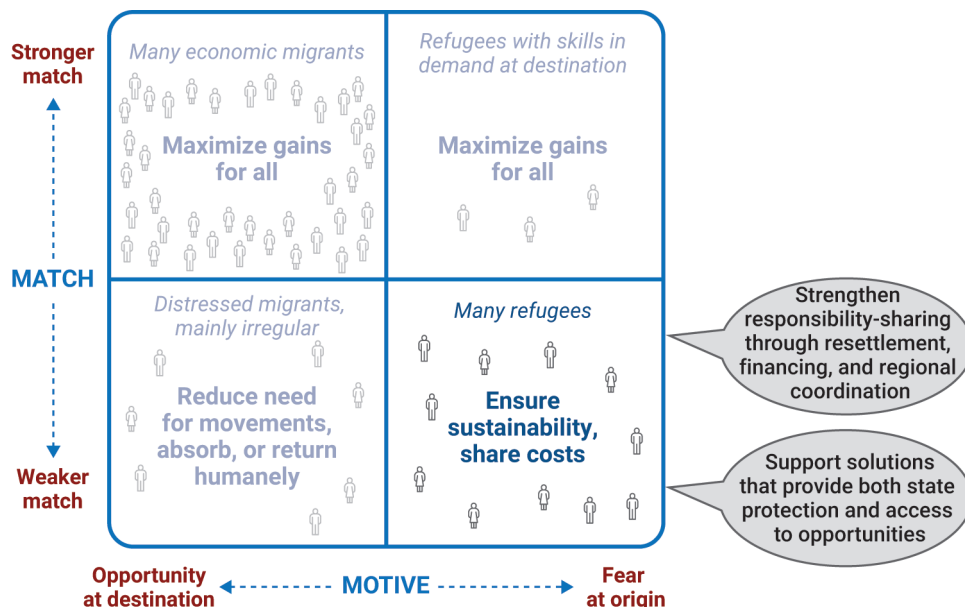 Stronger
match
Many economic migrants
Maximize gains
for all
Refugees with skills in
demand at destination
Maximize gains
for all
MATCH
Distressed migrants,
mainly irregular
Reduce need
for movements,
absorb, or return
humanely
Many refugees
Ensure
sustainability,
share costs
Strengthen
responsibility-sharing
through resettlement,
financing, and regional
coordination
Support solutions
that provide both state
protection and access
to opportunities
Weaker
match
Opportunity
at destination
MOTIVE
Fear
at origin